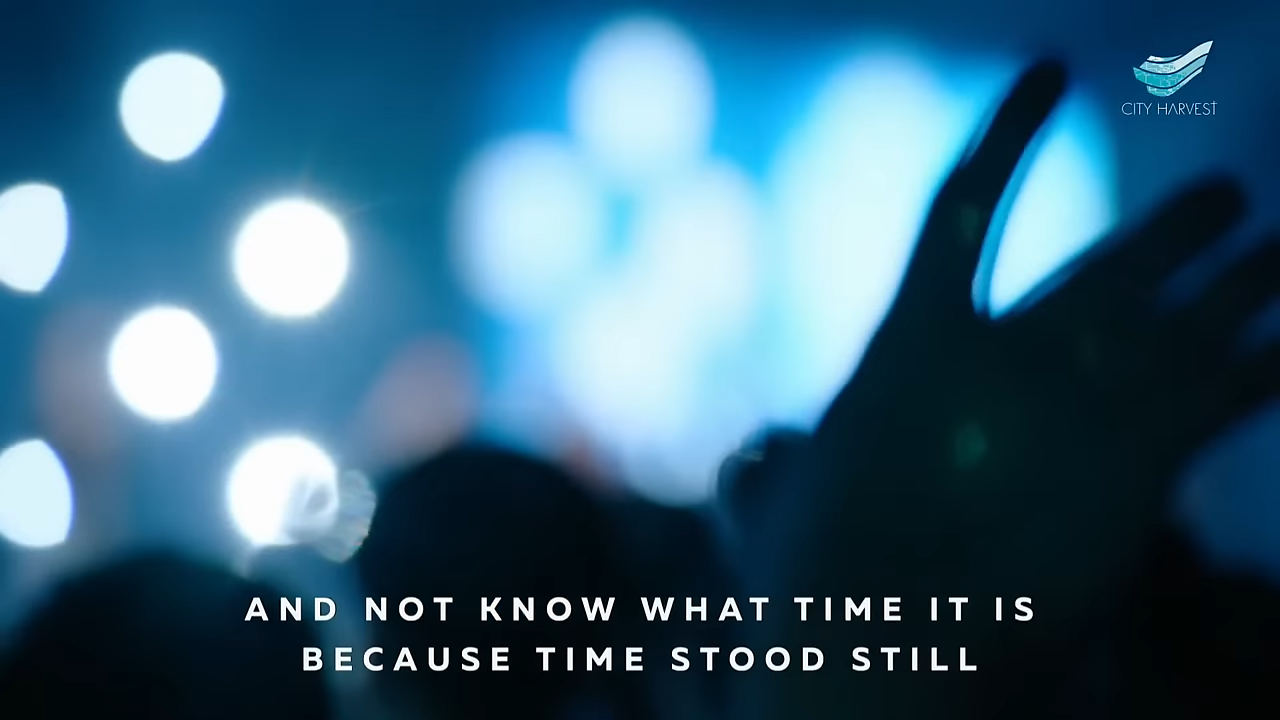 CITY HARVEST
AND NOT KNOW WHAT TIME IT IS
BECAUSE TIME STOOD STILL